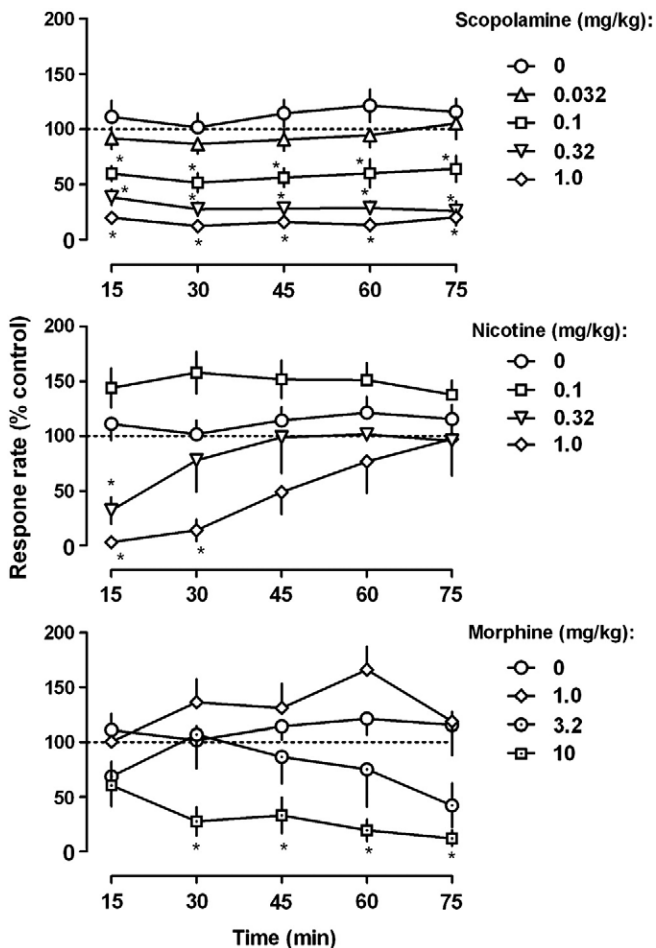 Scopolamine (mg/kg):
0
0.032
0.1
0.32
1.0
200
150
100
50
0
* * * * *
* * * * *
* * * * *
15 30 45 60 75
Nicotine (mg/kg):
0
0.1
0.32
1.0
200
150
100
50
0
*
* *
15 30 45 60 75
Respone rate (% control)
Morphine (mg/kg):
0
1.0
3.2
10
200
150
100
50
0
* * * *
15 30 45 60 75
Time (min)